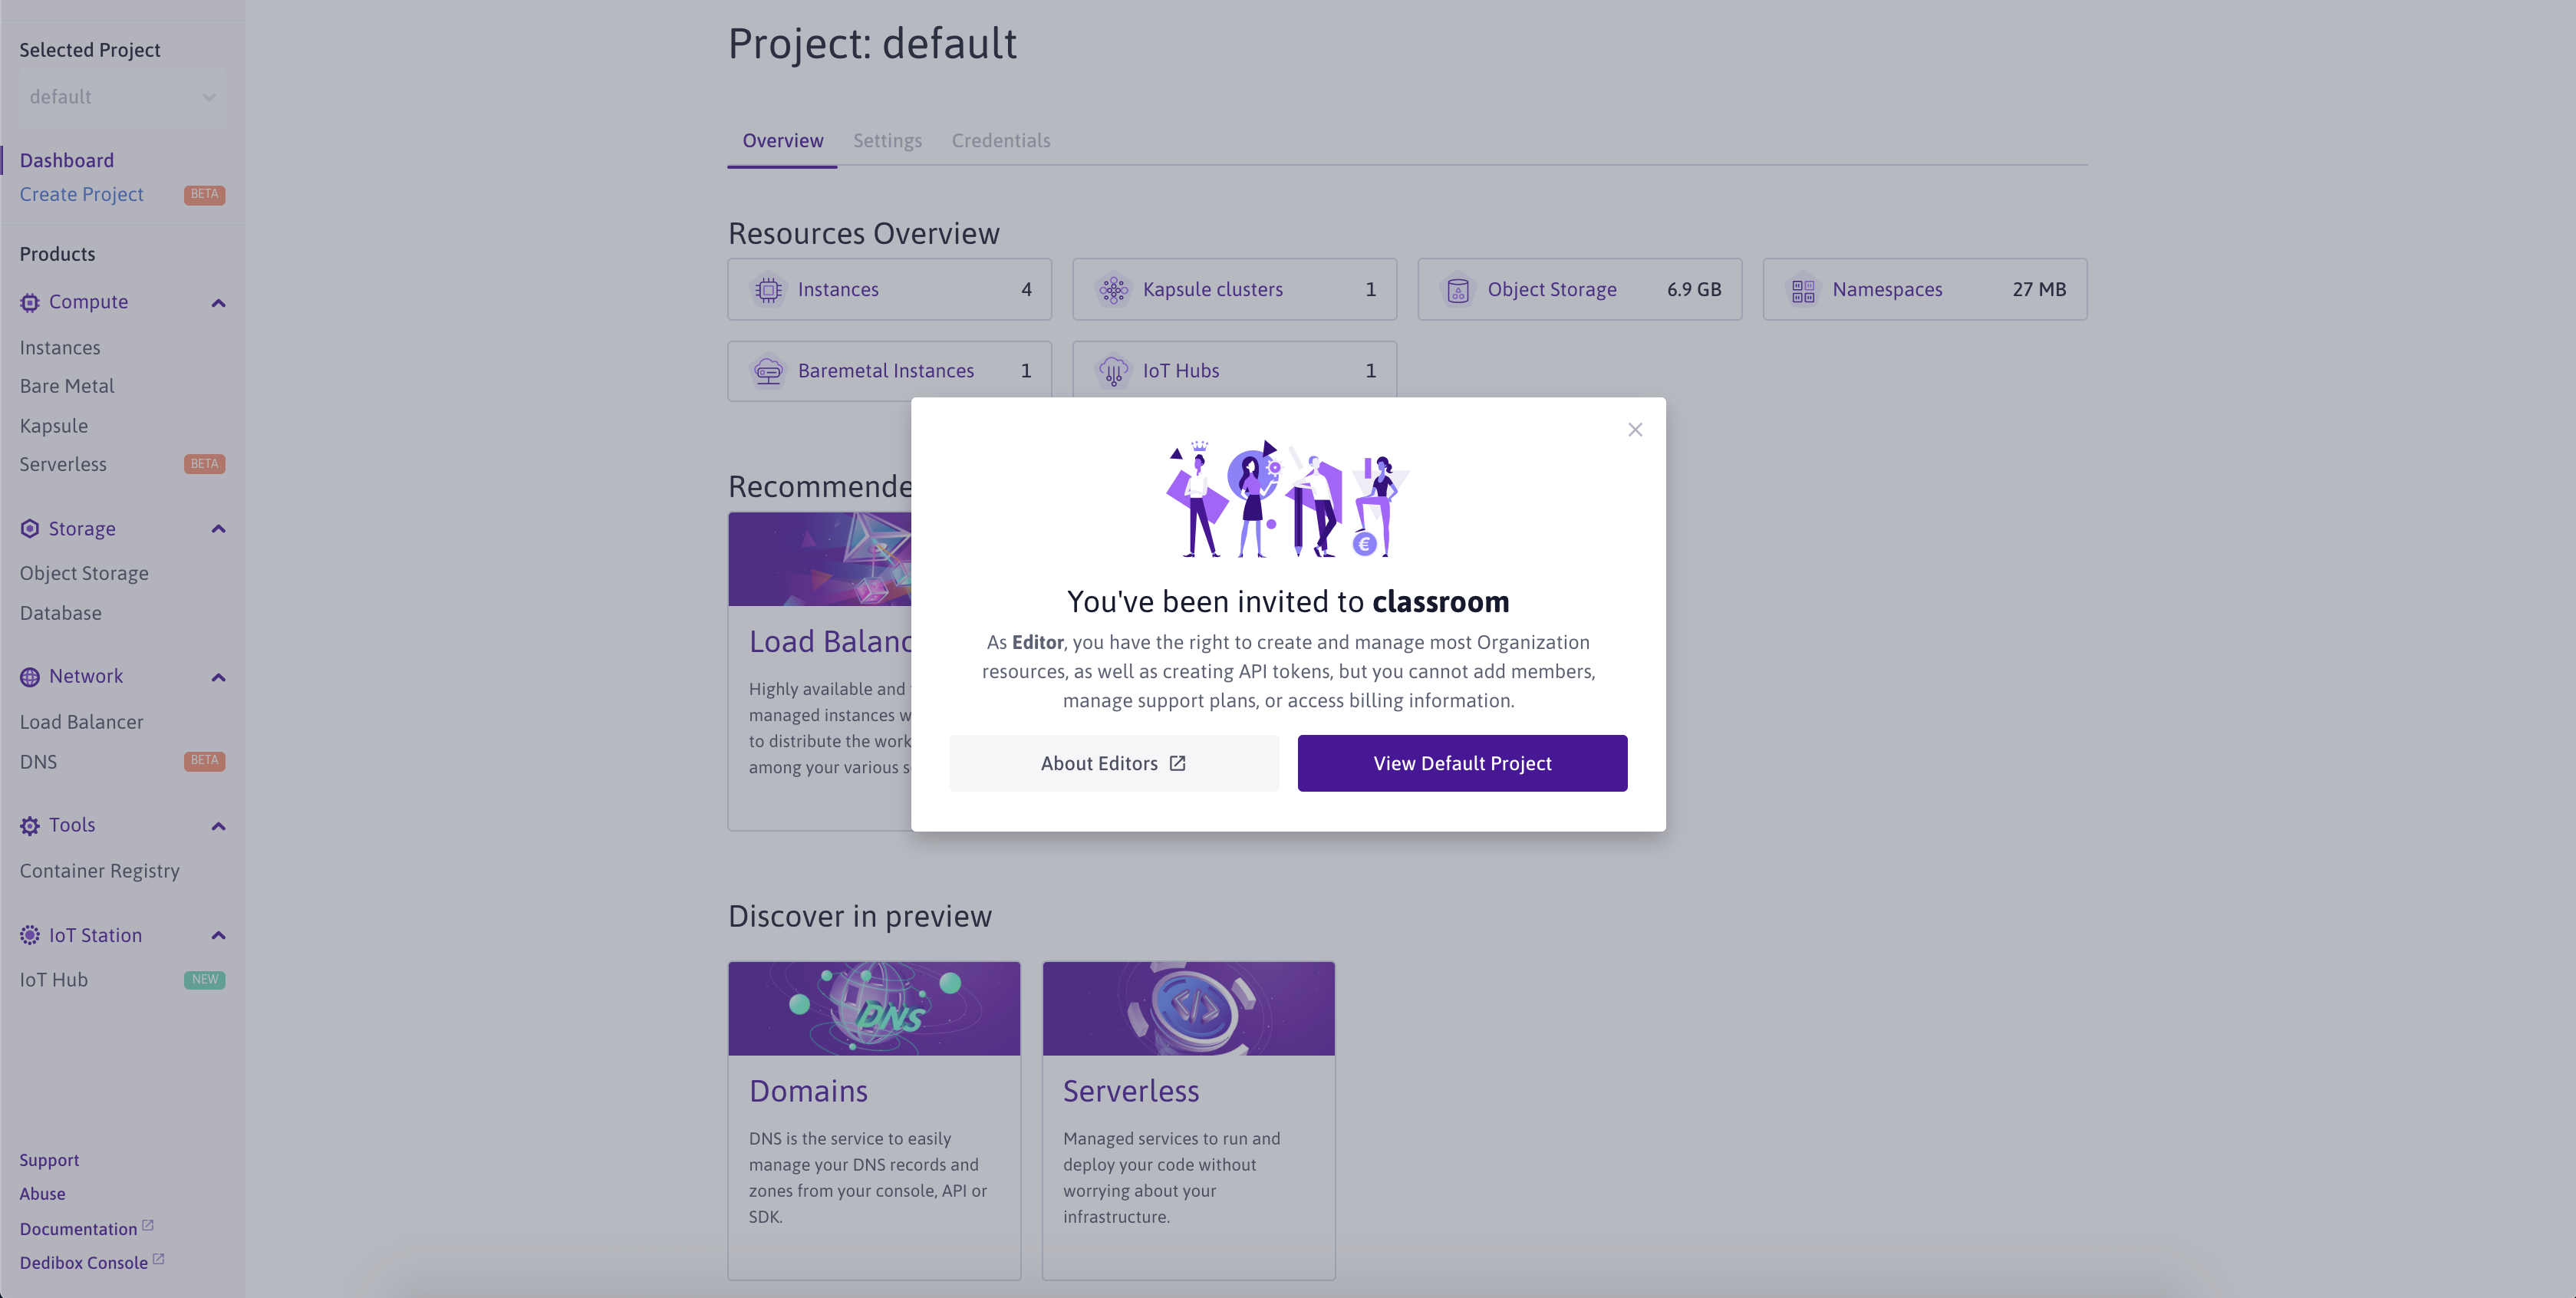 Selected Project
default
Dashboard
Create Project BETA
Products
Compute
Instances
Bare Metal
Kapsule
Serverless BETA
Storage
Object Storage
Database
Network
Load Balancer
DNS BETA
Tools
Container Registry
IoT Station
IoT Hub NEW
Support
Abuse
Documentation
Dedibox Console
Project: default
Overview Settings Credentials
Resources Overview
Instances 4
Kapsule clusters 1
Object Storage 6.9 GB
Namespaces 27 MB
Baremetal Instances 1
IoT Hubs 1
Recommende
Load Balanc
Highly available and
managed instances w
to distribute the work
among your various s
You've been invited to classroom
As Editor, you have the right to create and manage most Organization
resources, as well as creating API tokens, but you cannot add members,
manage support plans, or access billing information.
About Editors
View Default Project
Discover in preview
DNS
Domains
DNS is the service to easily
manage your DNS records and
zones from your console, API or
SDK.
</>
Serverless
Managed services to run and
deploy your code without
worrying about your
infrastructure.